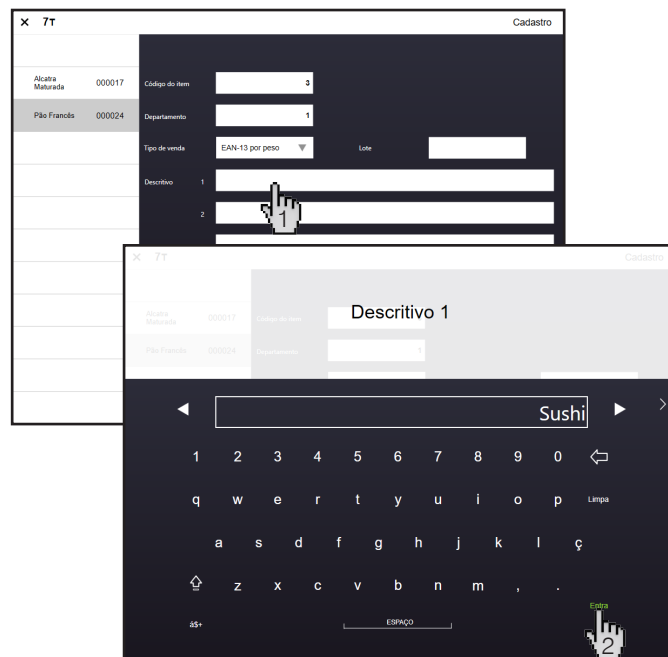 × 7T Cadastro
Alcatra
Maturada 000017 Código do item 3
Pão Francês 000024 Departamento 1
Tipo de venda EAN-13 por peso Lote
Descritivo 1
1
2
× 7T Cadastro
Alcatra
Maturada 000017 Código do item
Descritivo 1
Pão Francês 000024 Departamento 1
Sushi
1 2 3 4 5 6 7 8 9 0
q w e r t y u i o p Limpa
a s d f g h j k l ç
z x c v b n m , .
Entra
á$+ ESPAÇO
2